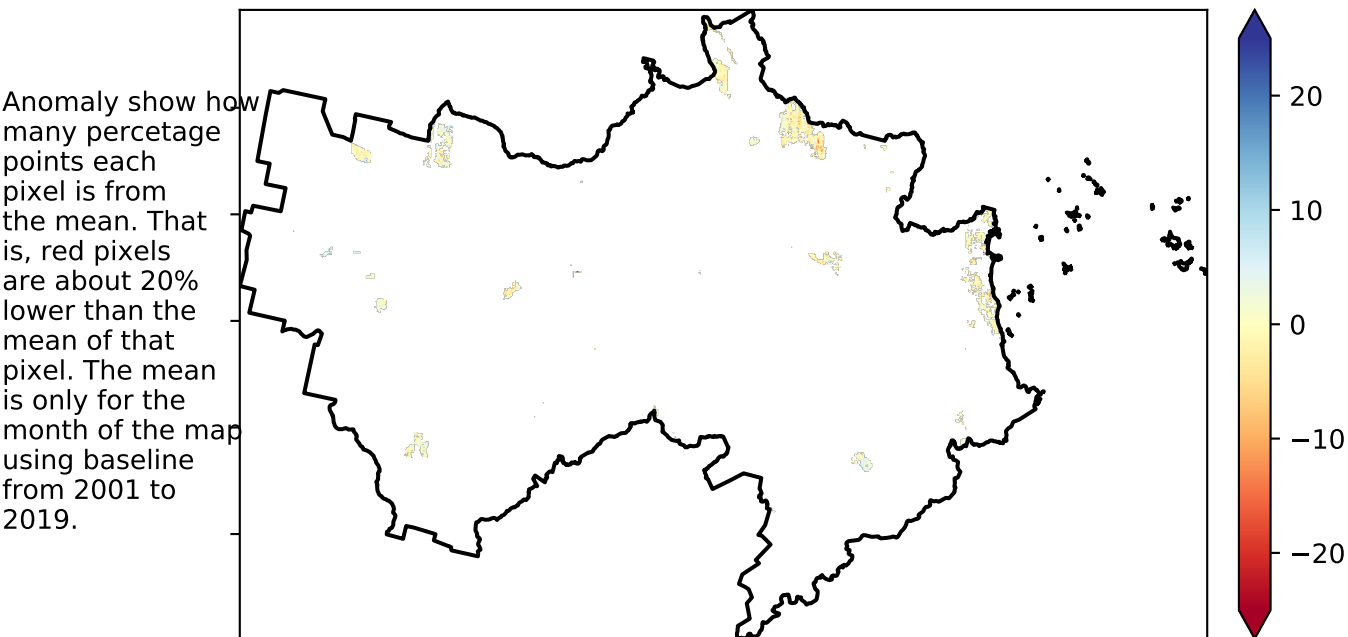 Anomaly show how
many percetage
points each
pixel is from
the mean. That
is, red pixels
are about 20%
lower than the
mean of that
pixel. The mean
is only for the
month of the map
using baseline
from 2001 to
2019.
20
10
0
−10
−20